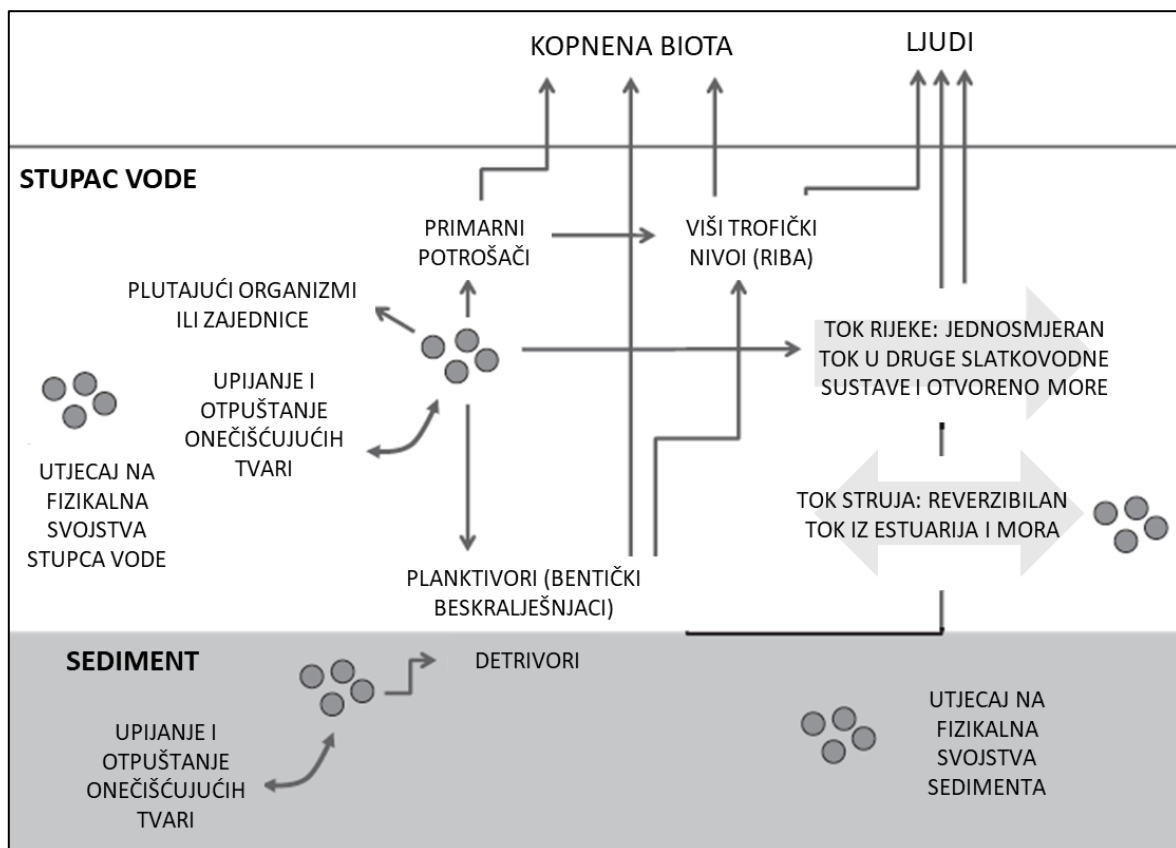 KOPNENA BIOTA
LJUDI
STUPAC VODE
PRIMARNI
POTROŠAČI
VIŠI TROFIČKI
NIVOI (RIBA)
PLUTAJUĆI ORGANIZMI
ILI ZAJEDNICE
TOK RIJEKE: JEDNOSMJERAN
TOK U DRUGE SLATKOVODNE
SUSTAVE I OTVORENO MORE
UPIJANJE I
OTPUŠTANJE
ONEČIŠĆUJUĆIH
TVARI
UTJECAJ NA
FIZIKALNA
SVOJSTVA
STUPCA VODE
TOK STRUJA: REVERZIBILAN
TOK IZ ESTUARIJA I MORA
PLANKTIVORI (BENTIČKI
BESKRALJEŠNJACI)
SEDIMENT
DETRIVORI
UPIJANJE I
OTPUŠTANJE
ONEČIŠĆUJUĆIH
TVARI
UTJECAJ NA
FIZIKALNA
SVOJSTVA
SEDIMENTA